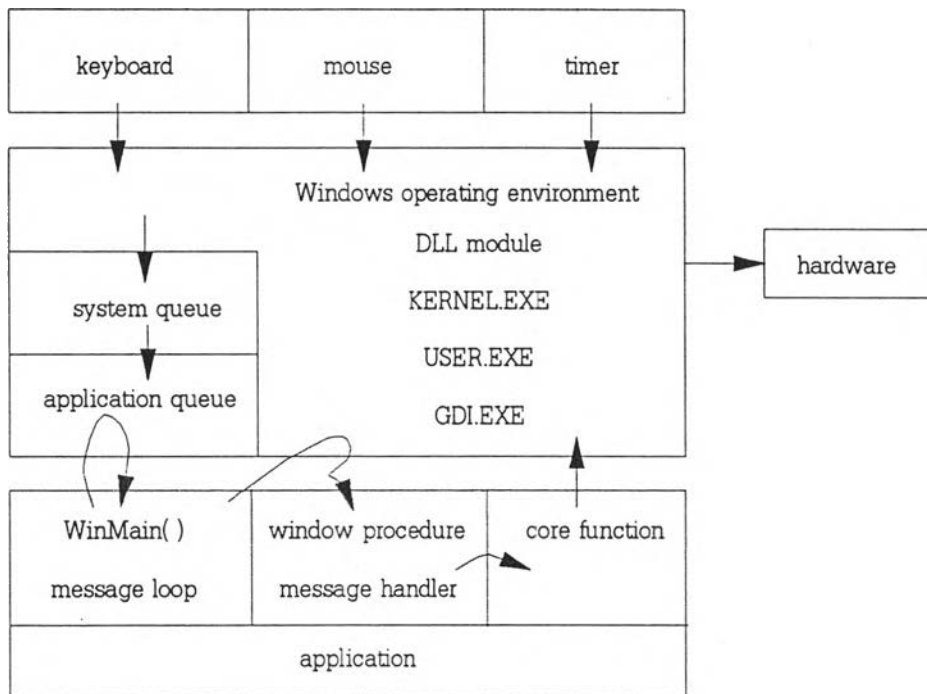 keyboard
mouse
timer
Windows operating environment
DLL module
KERNEL.EXE
USER.EXE
GDI.EXE
hardware
system queue
application queue
WinMain( )
message loop
window procedure
message handler
core function
application